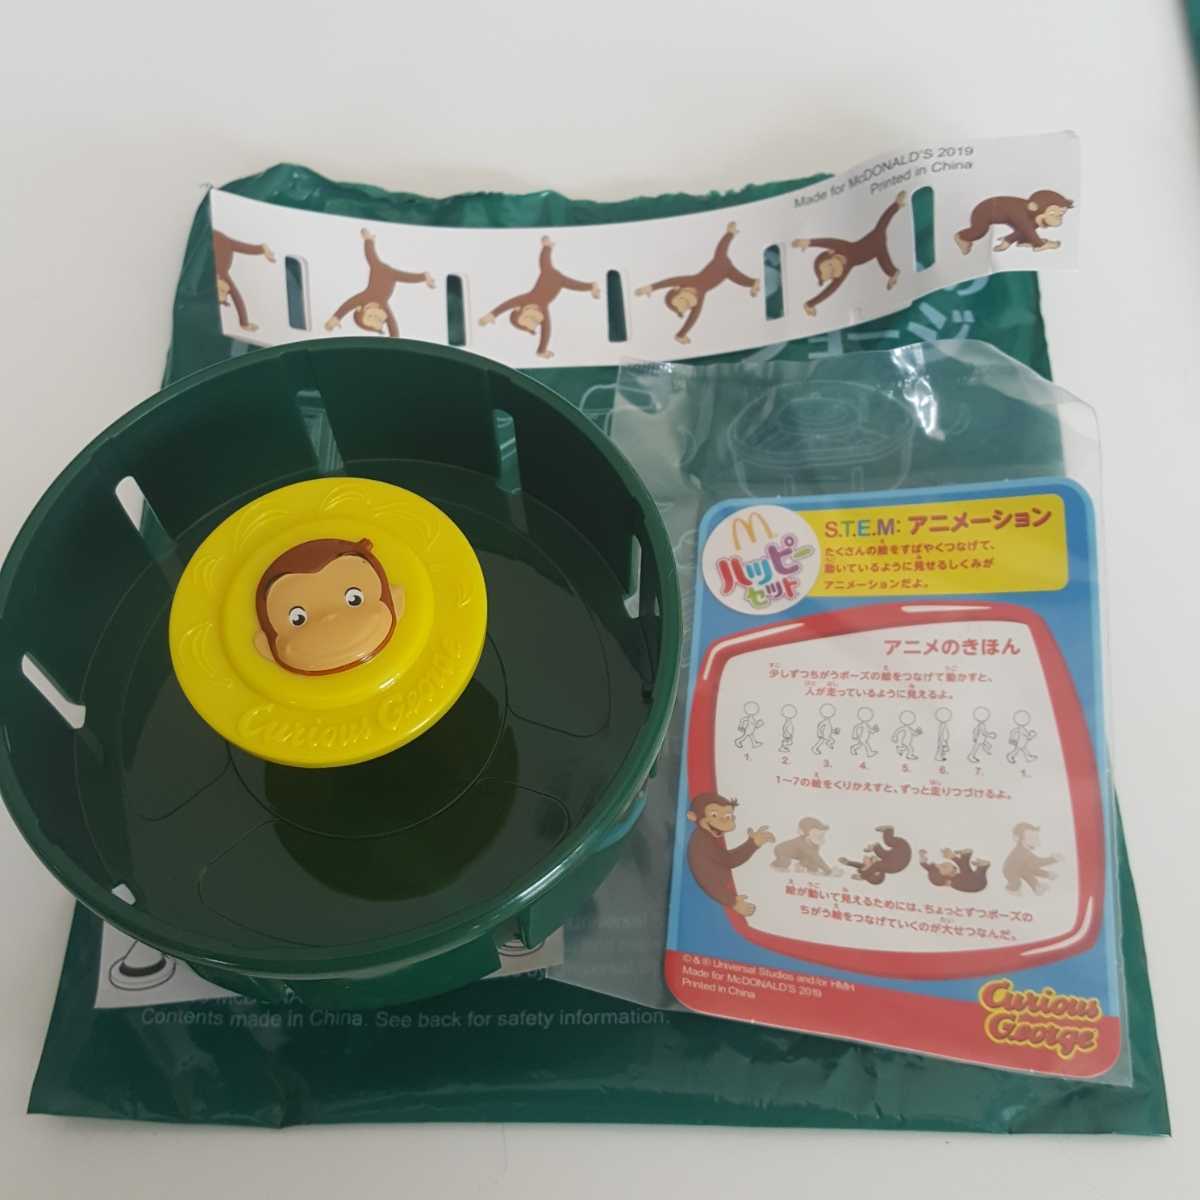 Made for McDONALD'S 2019
Printed in China
ョージ
Curious George
ハッピー
セット
S.T.E.M: アニメーション
たくさんの絵をすばやくつなげて、
動いているように見せるしくみが
アニメーションだよ。
アニメのきほん
少しずつちがうポーズの絵をつなげて動かすと、
人が走っているように見えるよ。
1. 2. 3. 4. 5. 6. 7. 1.
1〜7の絵をくりかえすと、ずっと走りつづけるよ。
絵が動いて見えるためには、ちょっとずつポーズの
ちがう絵をつなげていくのが大せつなんだ。
© & ® Universal Studios and/or HMH
Made for McDONALD'S 2019
Printed in China
Curious
George
Contents made in China. See back for safety information.